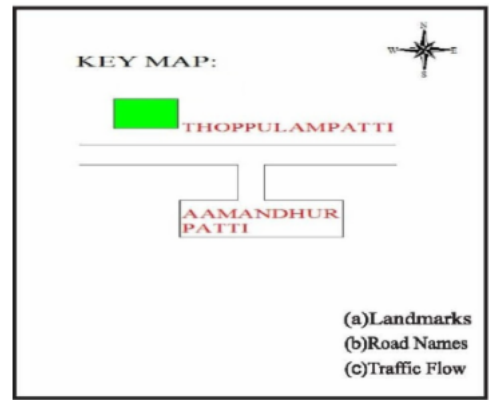 N
W E
S
KEY MAP:
THOPPULAMPATTI
AAMANDHUR
PATTI
(a)Landmarks
(b)Road Names
(c)Traffic Flow